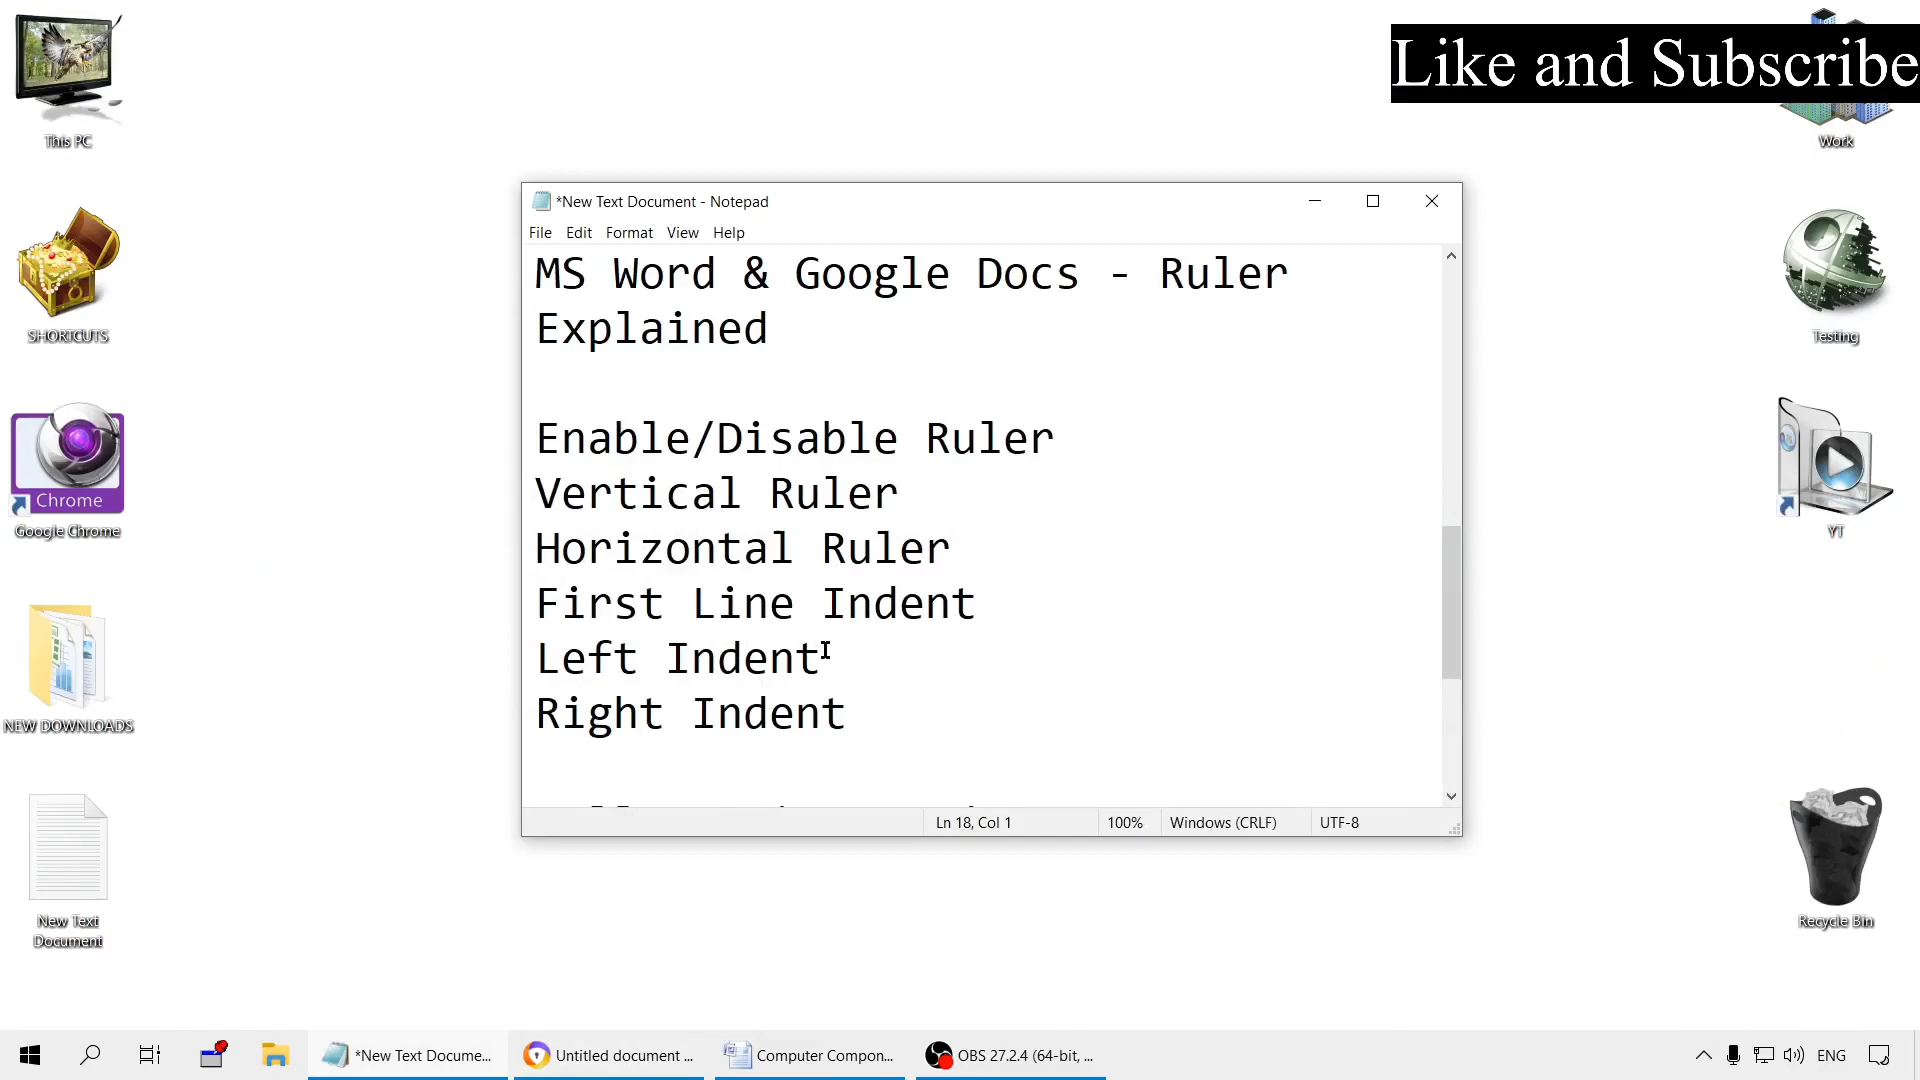 Like and Subscribe
This PC
Work
*New Text Document - Notepad
File Edit Format View Help
MS Word & Google Docs - Ruler
Explained
Enable/Disable Ruler
Vertical Ruler
Horizontal Ruler
First Line Indent
Left Indent
Right Indent
Ln 18, Col 1
100%
Windows (CRLF)
UTF-8
SHORTCUTS
Testing
Chrome
Google Chrome
YT
NEW DOWNLOADS
New Text
Document
Recycle Bin
*New Text Docume...
Untitled document ...
Computer Compon...
OBS 27.2.4 (64-bit, ...
ENG